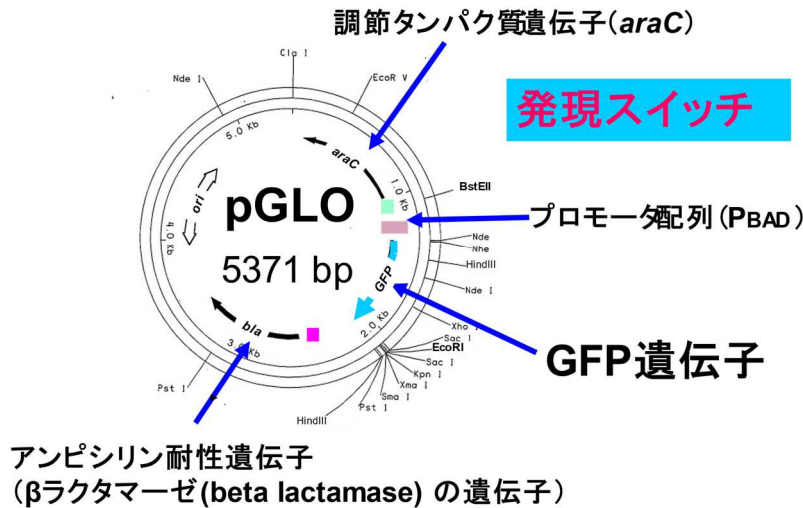 調節タンパク質遺伝子(araC)
発現スイッチ
Cla I
Nde I
EcoR V
5.0 Kb
araC
1.0 Kb
BstEII
ori
pGLO
プロモータ配列(PBAD)
4.0 Kb
Nde
Nhe
5371 bp
HindIII
GFP
Nde I
bla
2.0 Kb
Xho I
Sac I
EcoRI
GFP遺伝子
3.0 Kb
Sac I
Kpn I
Pst I
Xma I
Sma I
Pst I
HindIII
アンピシリン耐性遺伝子
(βラクタマーゼ(beta lactamase) の遺伝子)